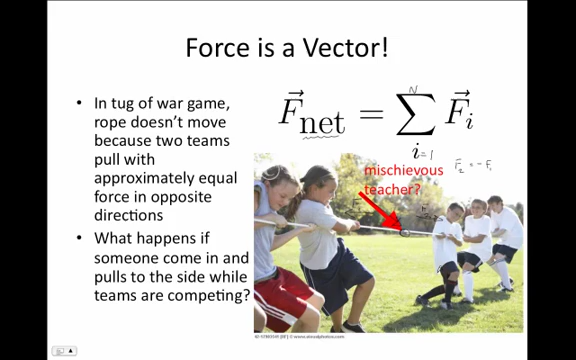 Force is a Vector!
• In tug of war game,
rope doesn't move
because two teams
pull with
approximately equal
force in opposite
directions
• What happens if
someone come in and
pulls to the side while
teams are competing?
F⃗net = ∑ F⃗i
N
i=1
F₂ = -F₁
mischievous
teacher?